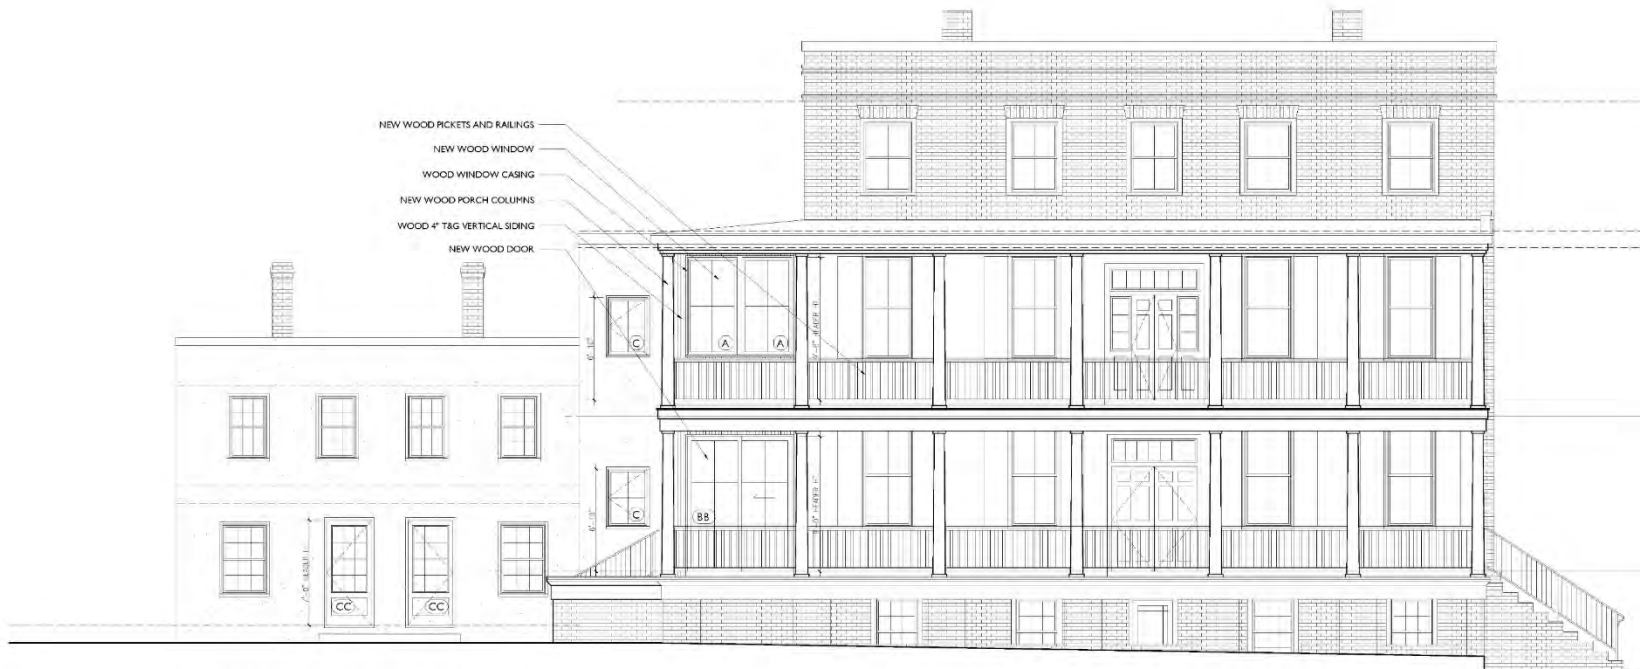 NEW WOOD PICKETS AND RAILINGS
NEW WOOD WINDOW
WOOD WINDOW CASING
NEW WOOD PORCH COLUMNS
WOOD 4" T&G VERTICAL SIDING
NEW WOOD DOOR
C
A
A
C
BB
CC
CC